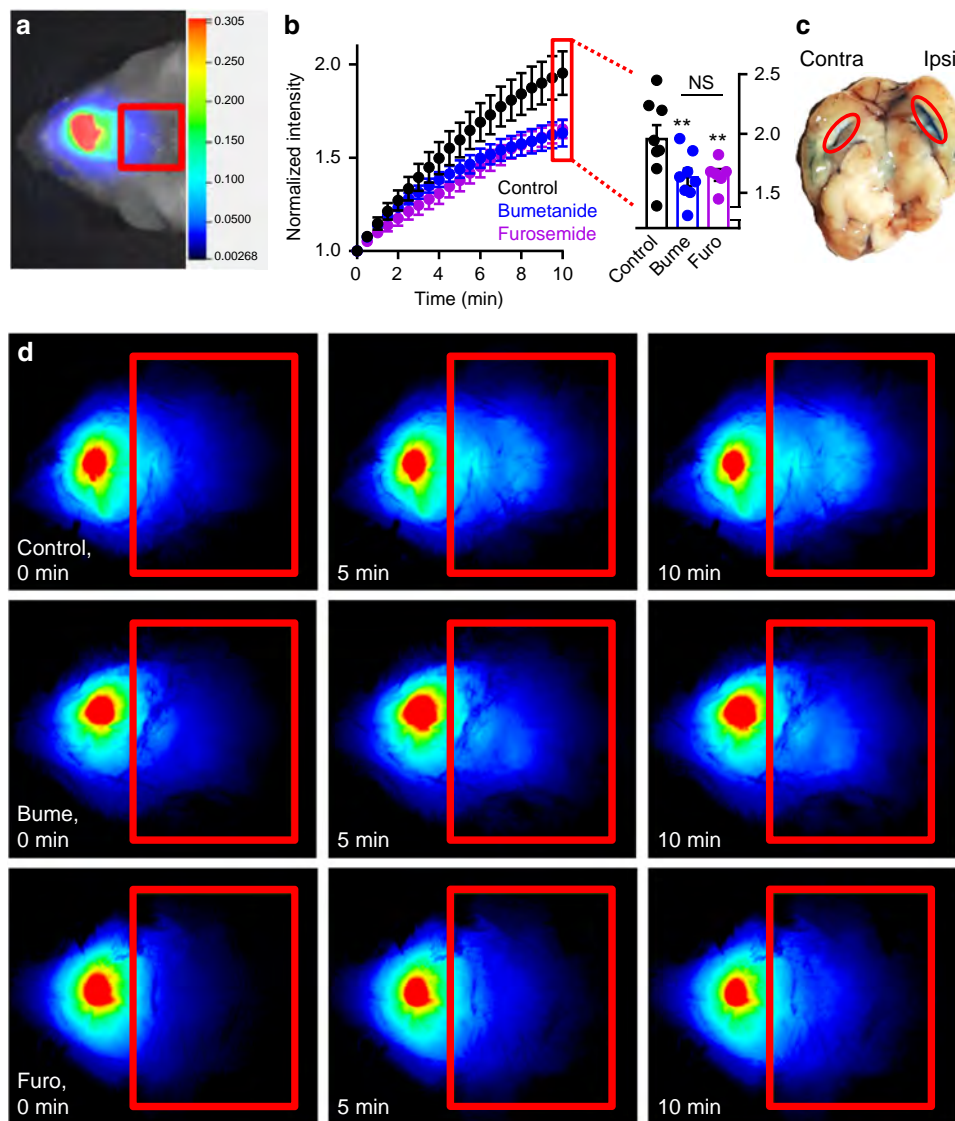 a
0.305
0.250
0.200
0.150
0.100
0.0500
0.00268
b
Normalized intensity
2.0
1.5
1.0
0
2
4
6
8
10
Time (min)
Control
Bumetanide
Furosemide
NS
**
**
2.5
2.0
1.5
Control
Bume
Furo
c
Contra
Ipsi
d
Control,
0 min
5 min
10 min
Bume,
0 min
5 min
10 min
Furo,
0 min
5 min
10 min